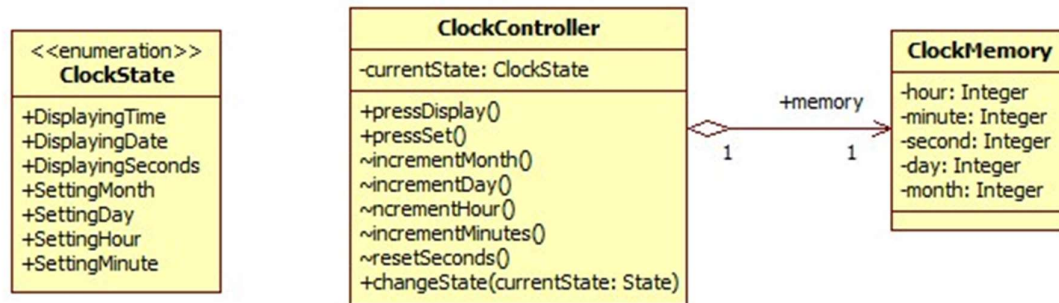 <<enumeration>>
ClockState
+DisplayingTime
+DisplayingDate
+DisplayingSeconds
+SettingMonth
+SettingDay
+SettingHour
+SettingMinute
ClockController
-currentState: ClockState
+pressDisplay()
+pressSet()
~incrementMonth()
~incrementDay()
~ncrementHour()
~incrementMinutes()
~resetSeconds()
+changeState(currentState: State)
+memory
1
1
ClockMemory
-hour: Integer
-minute: Integer
-second: Integer
-day: Integer
-month: Integer